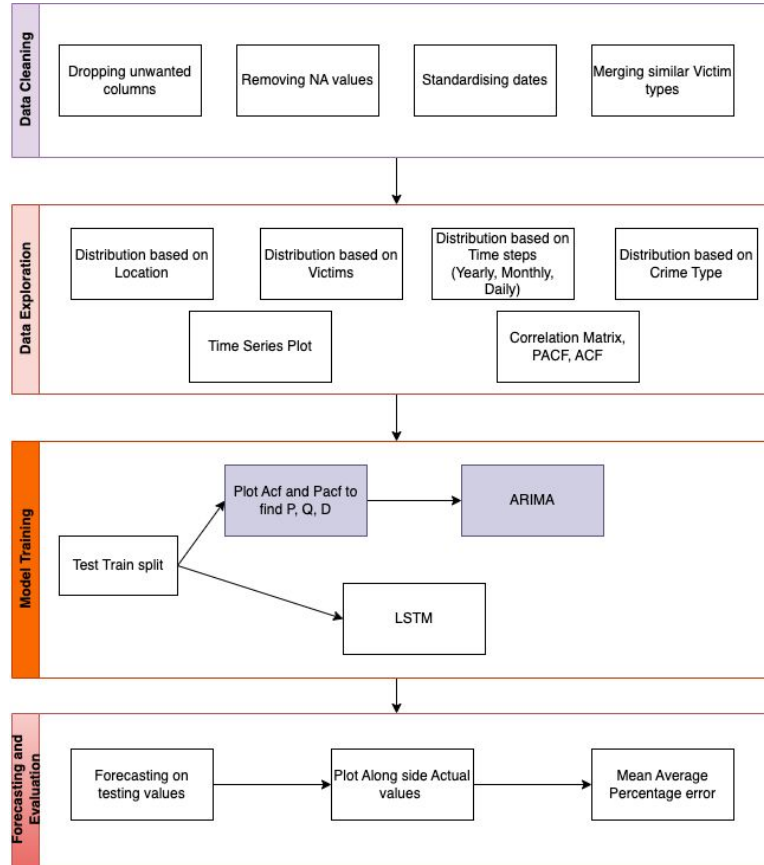 Data Cleaning
Dropping unwanted
columns
Removing NA values
Standardising dates
Merging similar Victim
types
Data Exploration
Distribution based on
Location
Distribution based on
Victims
Distribution based on
Time steps
(Yearly, Monthly,
Daily)
Distribution based on
Crime Type
Time Series Plot
Correlation Matrix,
PACF, ACF
Model Training
Test Train split
Plot Acf and Pacf to
find P, Q, D
ARIMA
LSTM
Forecasting and
Evaluation
Forecasting on
testing values
Plot Along side Actual
values
Mean Average
Percentage error